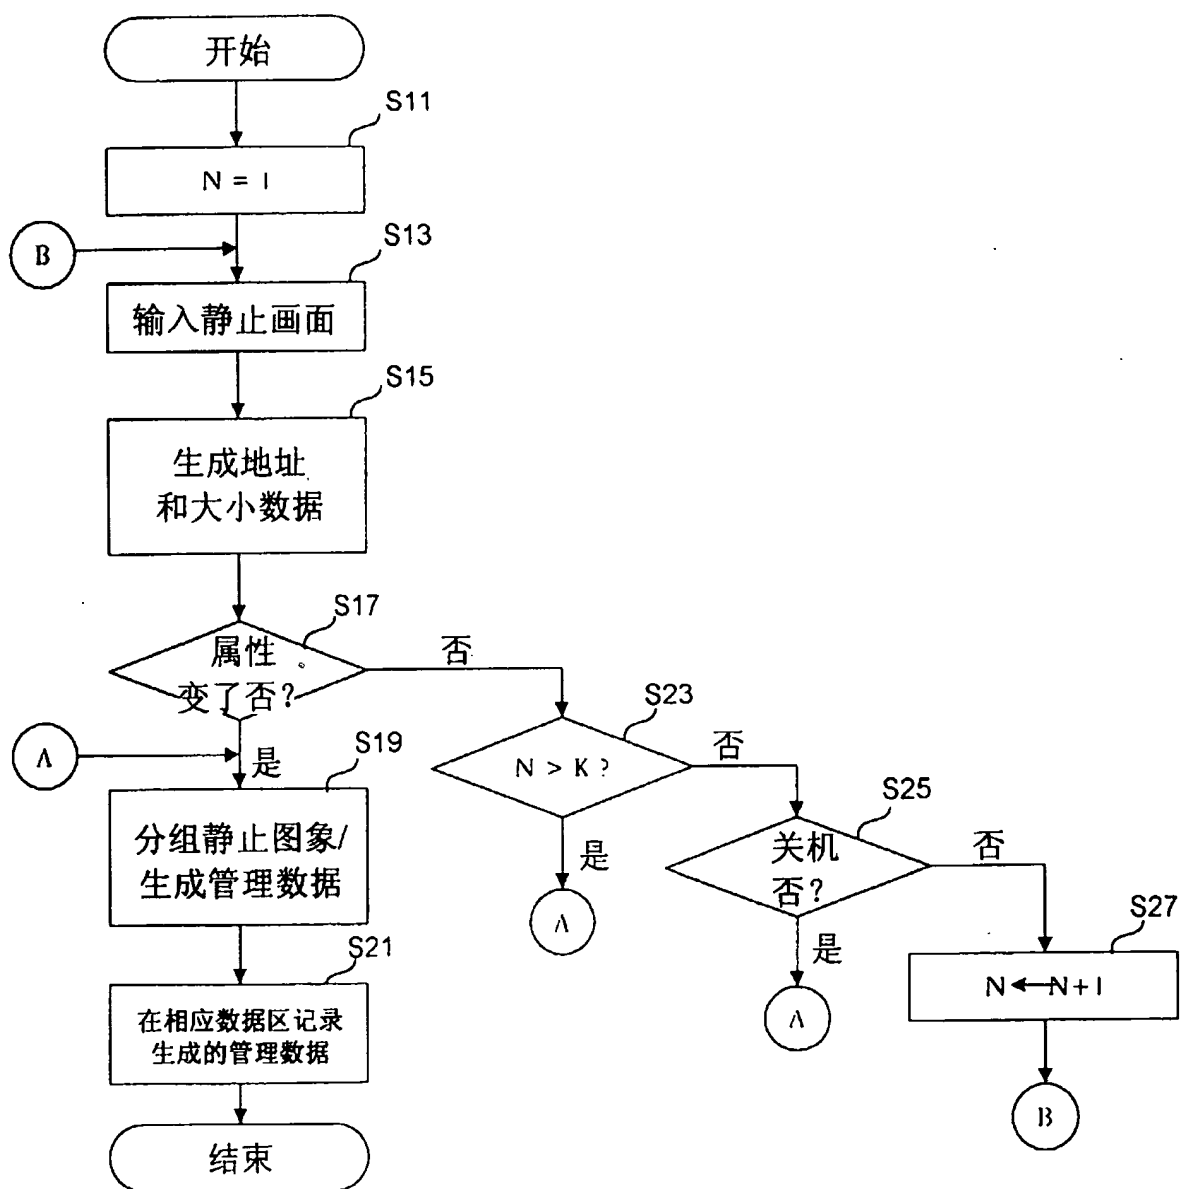 开始
S11
N = 1
B
S13
输入静止画面
S15
生成地址
和大小数据
S17
属性
变了否?
否
S23
N > K ?
否
A
是
S19
分组静止图象/
生成管理数据
是
A
S25
关机
否?
否
是
A
S27
N←N+1
B
S21
在相应数据区记录
生成的管理数据
结束